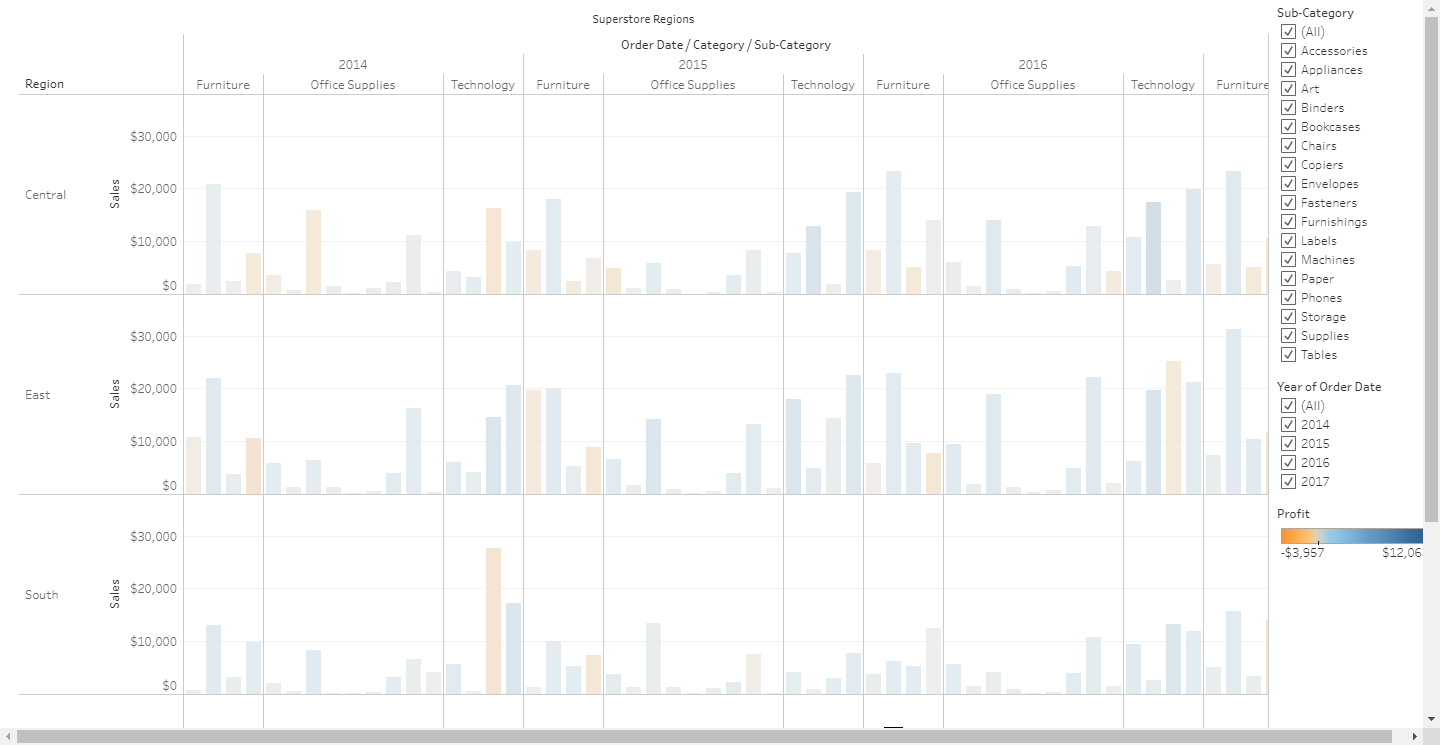 Superstore Regions
Order Date / Category / Sub-Category
2014 2015 2016
Region Furniture Office Supplies Technology Furniture Office Supplies Technology Furniture Office Supplies Technology Furniture
Central
Sales
$30,000
$20,000
$10,000
$0
East
Sales
$30,000
$20,000
$10,000
$0
South
Sales
$30,000
$20,000
$10,000
$0
Sub-Category
(All)
Accessories
Appliances
Art
Binders
Bookcases
Chairs
Copiers
Envelopes
Fasteners
Furnishings
Labels
Machines
Paper
Phones
Storage
Supplies
Tables
Year of Order Date
(All)
2014
2015
2016
2017
Profit
-$3,957